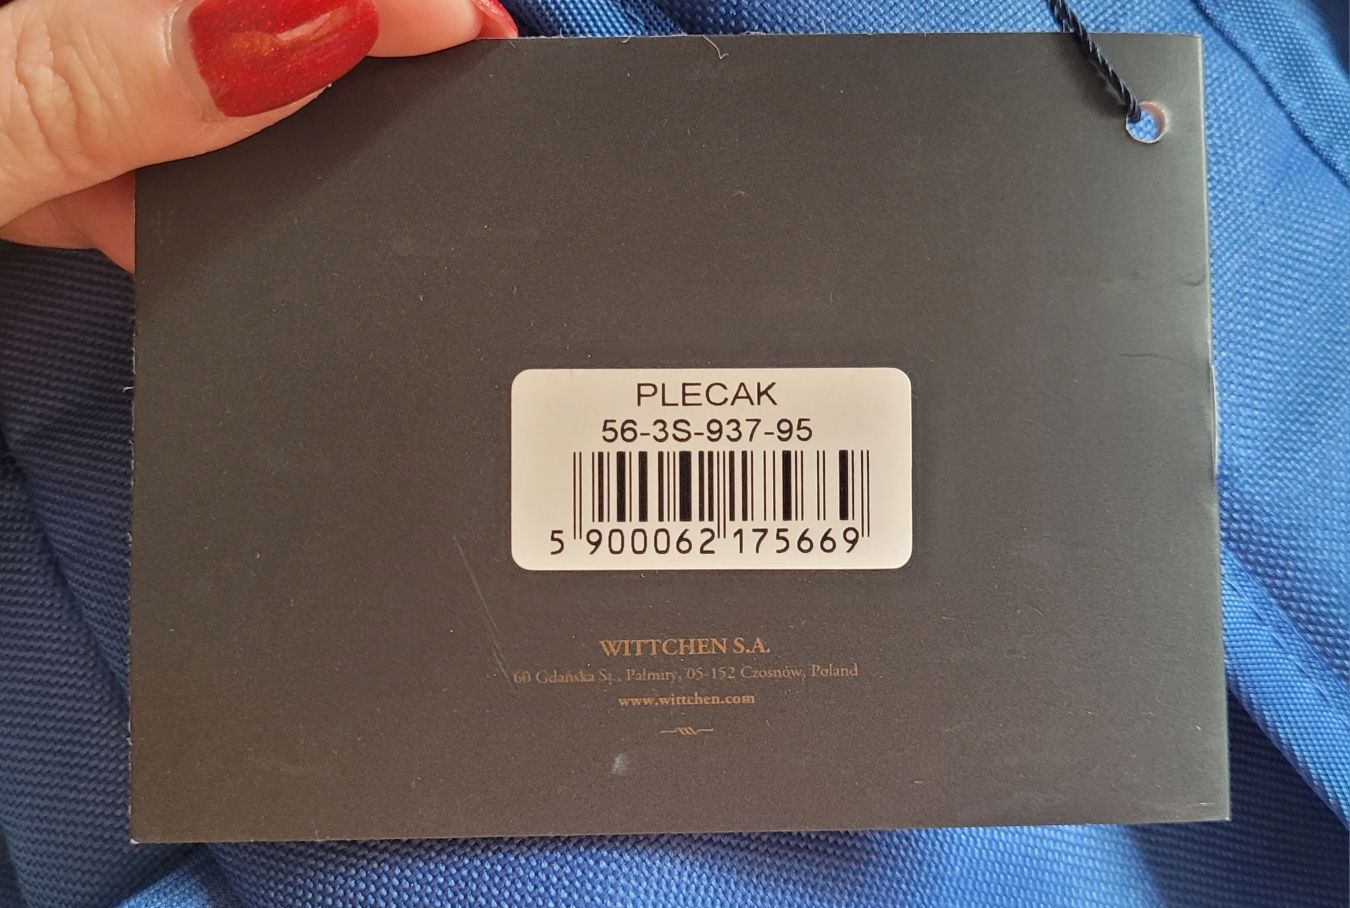 PLECAK
56-3S-937-95
5 900062 175669
WITTCHEN S.A.
60 Gdańska St., Palmiry, 05-152 Czosnów, Poland
www.wittchen.com